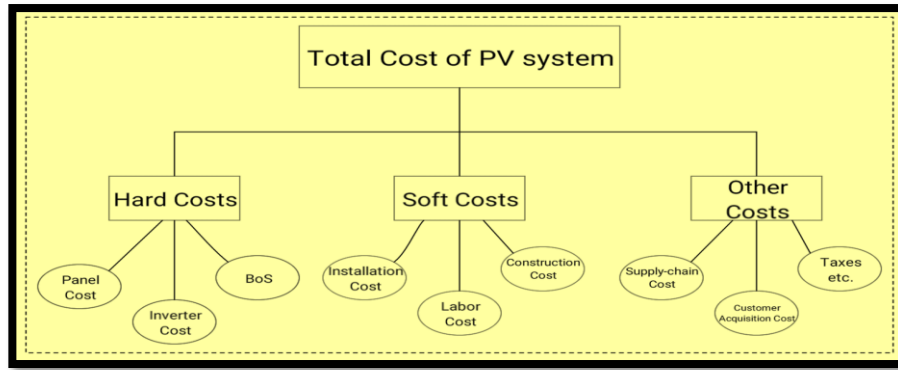 Total Cost of PV system
Hard Costs
Soft Costs
Other
Costs
Panel
Cost
Inverter
Cost
BoS
Installation
Cost
Labor
Cost
Construction
Cost
Supply-chain
Cost
Customer
Acquisition Cost
Taxes
etc.